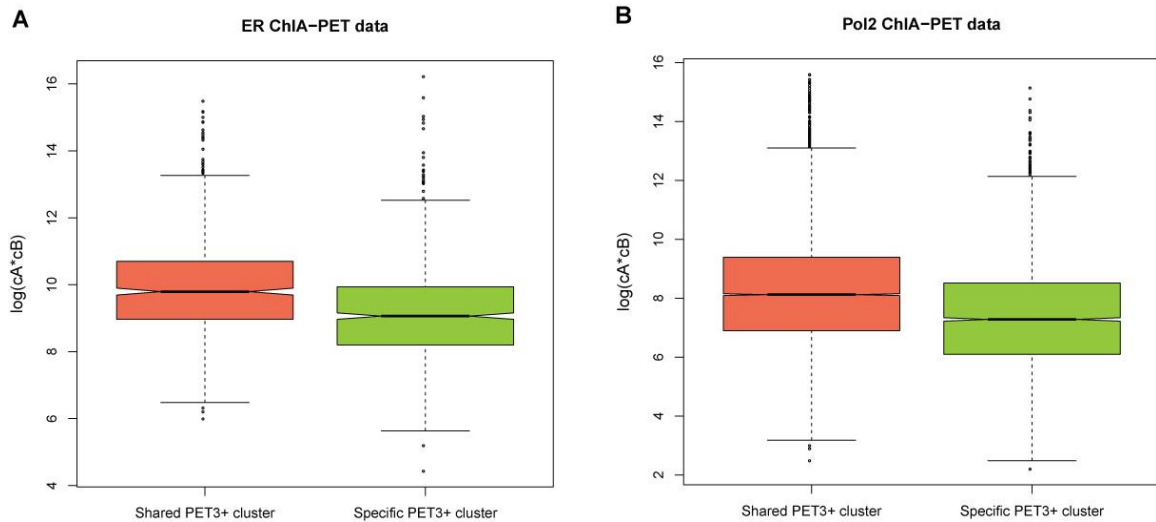 A
ER ChIA−PET data
log(cA*cB)
16
14
12
10
8
6
4
Shared PET3+ cluster
Specific PET3+ cluster
B
Pol2 ChIA−PET data
log(cA*cB)
16
14
12
10
8
6
4
2
Shared PET3+ cluster
Specific PET3+ cluster